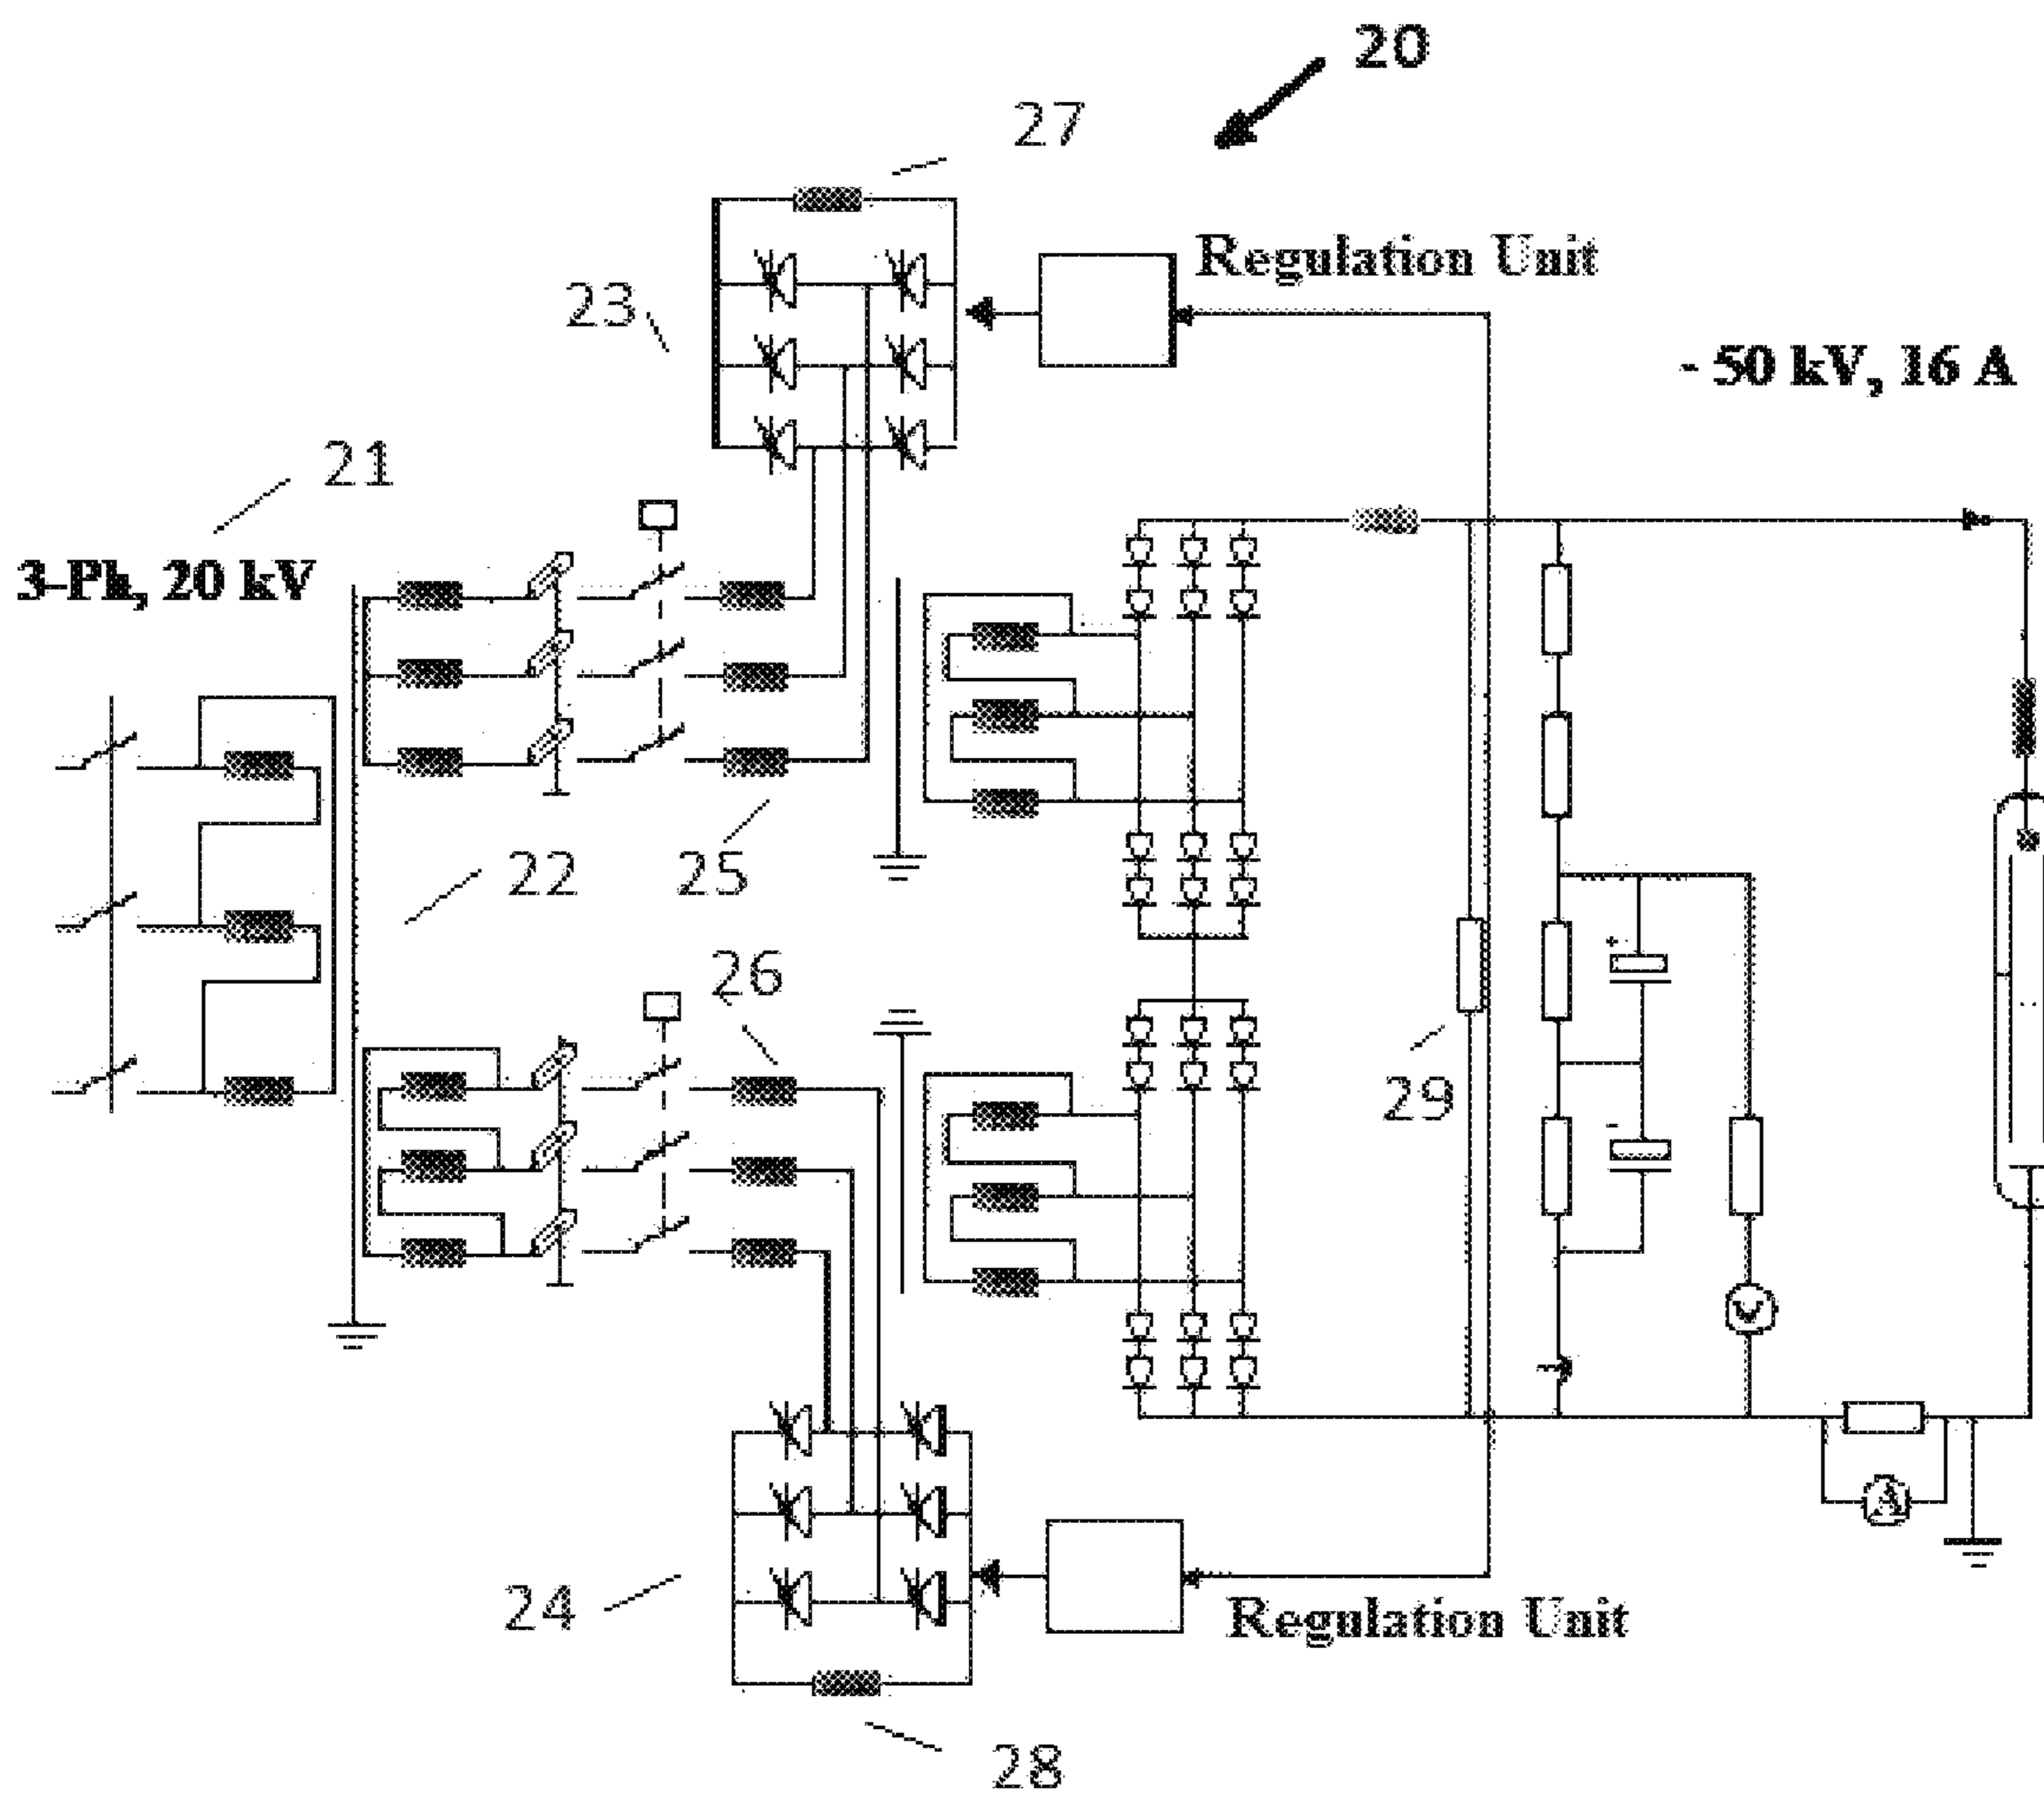 20
27
Regulation Unit
23
- 50 kV, 16 A
21
3-Ph, 20 kV
22
25
26
+
-
29
V
A
24
Regulation Unit
28